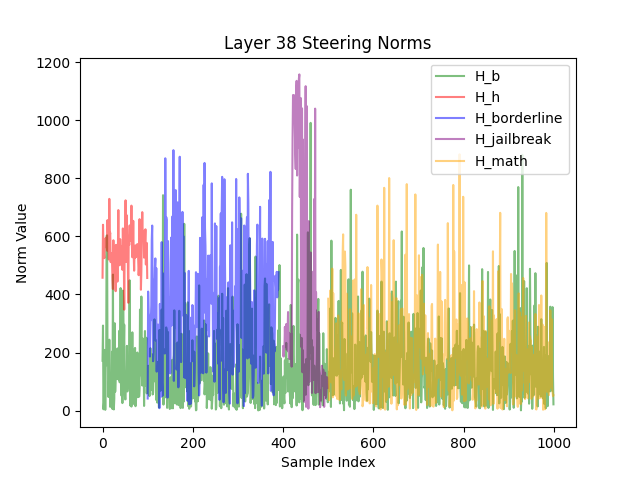 Layer 38 Steering Norms
1200
1000
800
600
400
200
0
Norm Value
H_b
H_h
H_borderline
H_jailbreak
H_math
0
200
400
600
800
1000
Sample Index